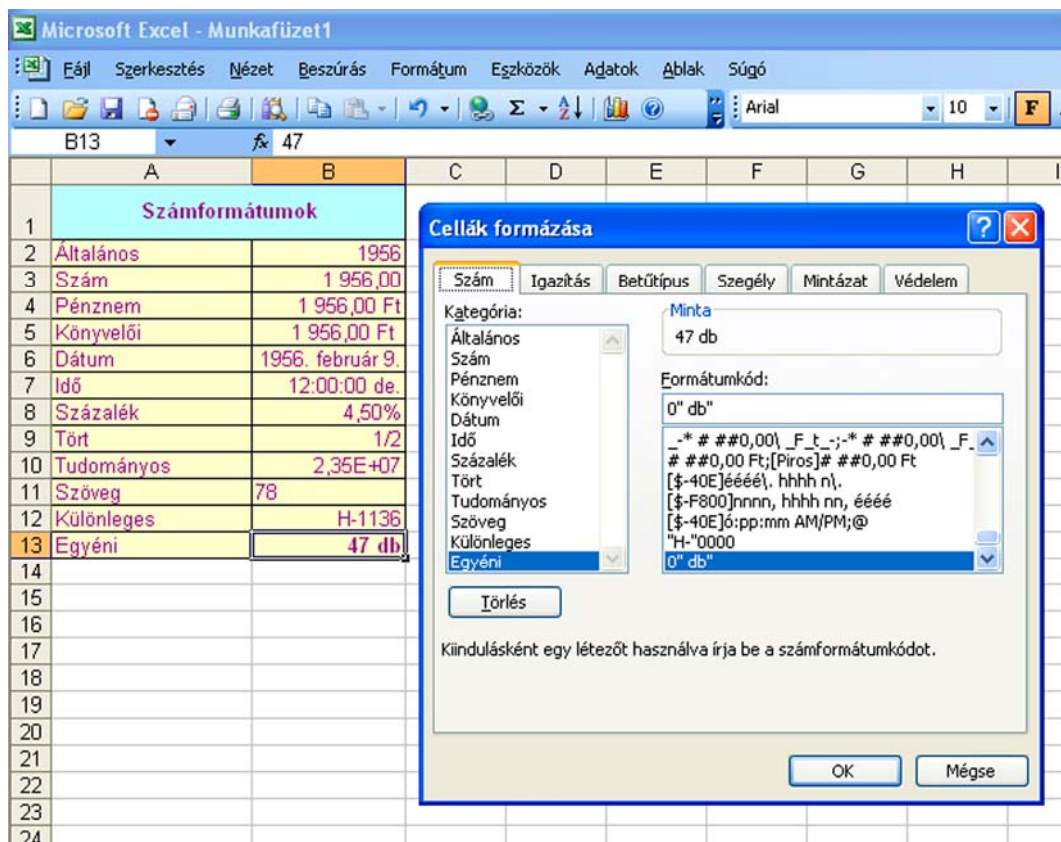 Microsoft Excel - Munkafüzet1
Fájl Szerkesztés Nézet Beszúrás Formátum Eszközök Adatok Ablak Súgó
Arial 10 F
B13 fx 47
A B C D E F G H I
1 Számformátumok
2 Általános 1956
3 Szám 1 956,00
4 Pénznem 1 956,00 Ft
5 Könyvelői 1 956,00 Ft
6 Dátum 1956. február 9.
7 Idő 12:00:00 de.
8 Százalék 4,50%
9 Tört 1/2
10 Tudományos 2,35E+07
11 Szöveg 78
12 Különleges H-1136
13 Egyéni 47 db
14
15
16
17
18
19
20
21
22
23
24
Cellák formázása
Szám Igazítás Betűtípus Szegély Mintázat Védelem
Kategória:
Általános
Szám
Pénznem
Könyvelői
Dátum
Idő
Százalék
Tört
Tudományos
Szöveg
Különleges
Egyéni
Minta
47 db
Formátumkód:
0" db"
_-* # ##0,00\ _F_t_-;-* # ##0,00\ _F_
# ##0,00 Ft;[Piros]# ##0,00 Ft
[$-40E]éééé\. hhhh n\.
[$-F800]nnnn, hhhh nn, éééé
[$-40E]ó:pp:mm AM/PM;@
"H-"0000
0" db"
Törlés
Kiindulásként egy létezőt használva írja be a számformátumkódot.
OK Mégse